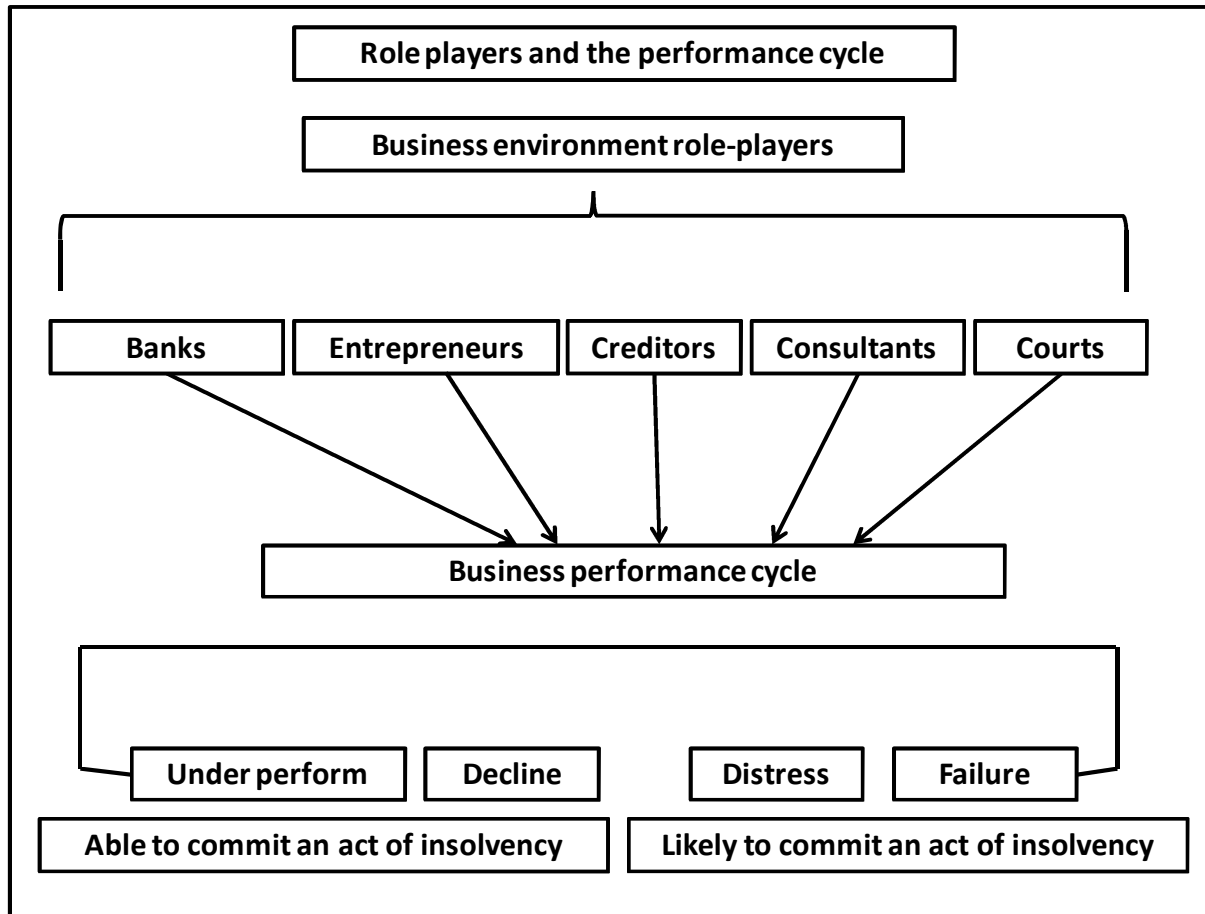 Role players and the performance cycle
Business environment role-players
Banks
Entrepreneurs
Creditors
Consultants
Courts
Business performance cycle
Under perform
Decline
Distress
Failure
Able to commit an act of insolvency
Likely to commit an act of insolvency